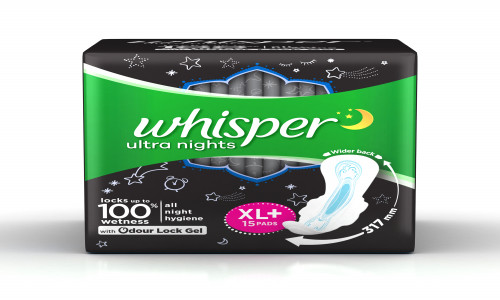 whisper
ultra nights
Wider back
locks up to
100%
wetness
all
night
hygiene
with Odour Lock Gel
XL+
15 PADS
317 mm